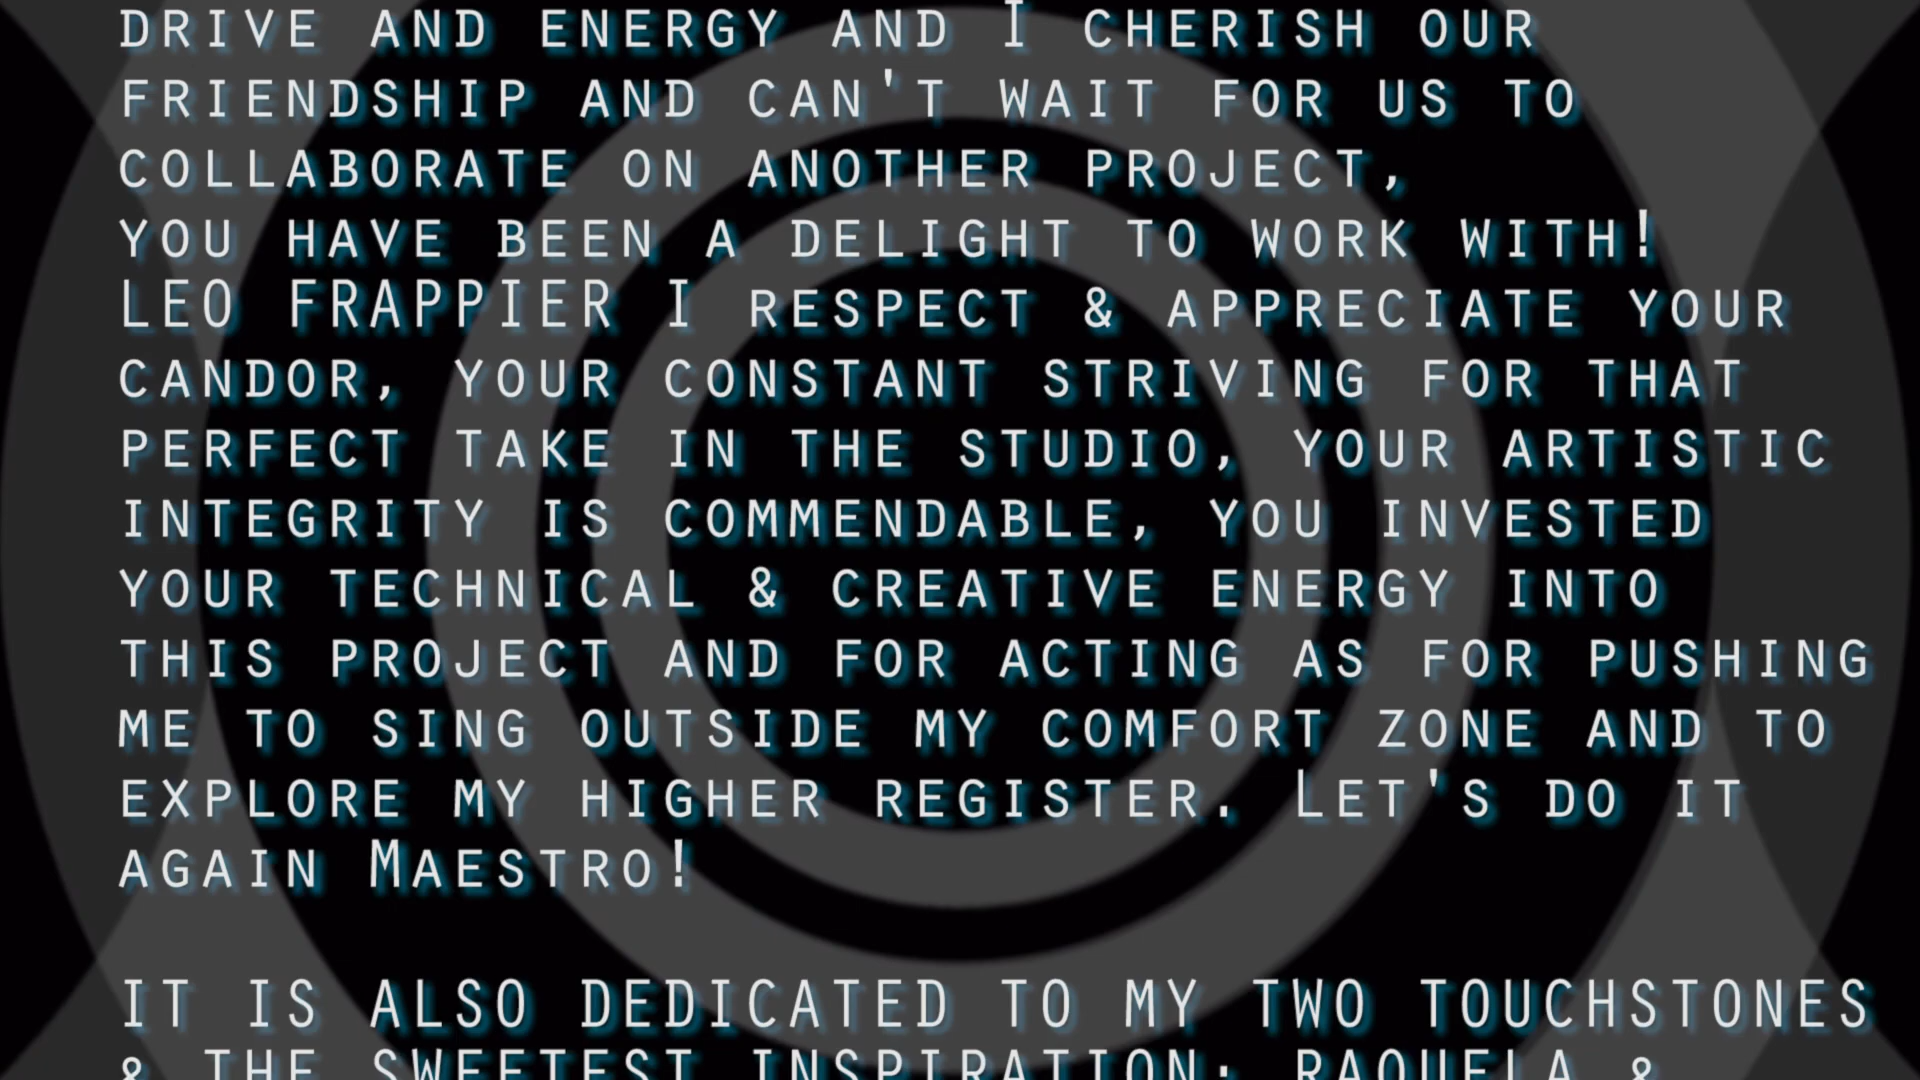 DRIVE AND ENERGY AND I CHERISH OUR
FRIENDSHIP AND CAN'T WAIT FOR US TO
COLLABORATE ON ANOTHER PROJECT,
YOU HAVE BEEN A DELIGHT TO WORK WITH!
LEO FRAPPIER I RESPECT & APPRECIATE YOUR
CANDOR, YOUR CONSTANT STRIVING FOR THAT
PERFECT TAKE IN THE STUDIO, YOUR ARTISTIC
INTEGRITY IS COMMENDABLE, YOU INVESTED
YOUR TECHNICAL & CREATIVE ENERGY INTO
THIS PROJECT AND FOR ACTING AS FOR PUSHING
ME TO SING OUTSIDE MY COMFORT ZONE AND TO
EXPLORE MY HIGHER REGISTER. LET'S DO IT
AGAIN MAESTRO!
IT IS ALSO DEDICATED TO MY TWO TOUCHSTONES
& THE SWEETEST INSPIRATION: RAQUELA &